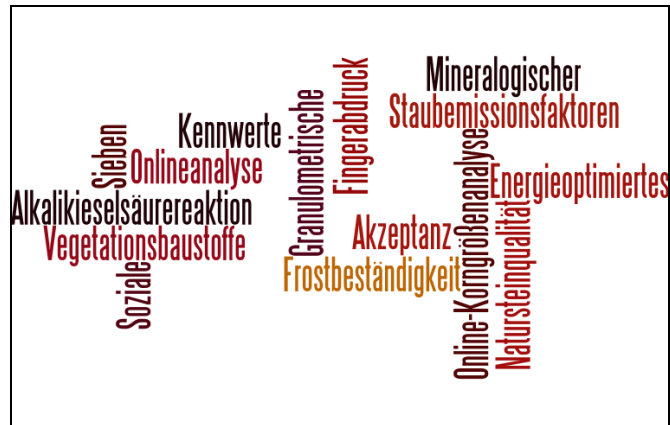 Mineralogischer
Staubemissionsfaktoren
Fingerabdruck
Granulometrische
Kennwerte
Sieben
Onlineanalyse
Energieoptimiertes
Alkalikieselsäurereaktion
Vegetationsbaustoffe
Akzeptanz
Online-Korngrößenanalyse
Natursteinqualität
Frostbeständigkeit
Soziale